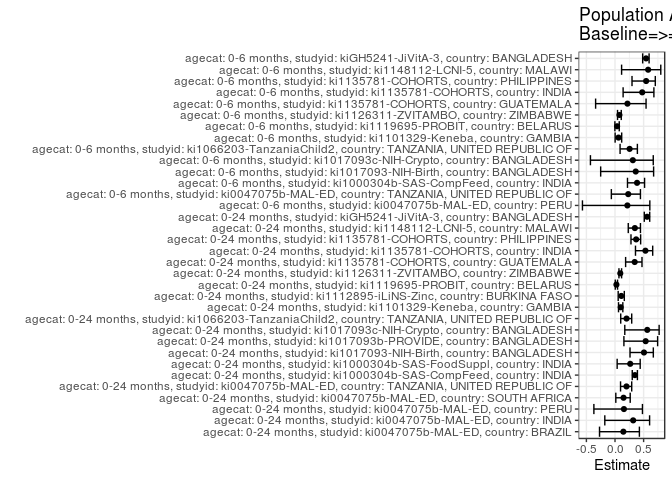 Population A
Baseline=>=
agecat: 0-6 months, studyid: kiGH5241-JiVitA-3, country: BANGLADESH
agecat: 0-6 months, studyid: ki1148112-LCNI-5, country: MALAWI
agecat: 0-6 months, studyid: ki1135781-COHORTS, country: PHILIPPINES
agecat: 0-6 months, studyid: ki1135781-COHORTS, country: INDIA
agecat: 0-6 months, studyid: ki1135781-COHORTS, country: GUATEMALA
agecat: 0-6 months, studyid: ki1126311-ZVITAMBO, country: ZIMBABWE
agecat: 0-6 months, studyid: ki1119695-PROBIT, country: BELARUS
agecat: 0-6 months, studyid: ki1101329-Keneba, country: GAMBIA
agecat: 0-6 months, studyid: ki1066203-TanzaniaChild2, country: TANZANIA, UNITED REPUBLIC OF
agecat: 0-6 months, studyid: ki1017093c-NIH-Crypto, country: BANGLADESH
agecat: 0-6 months, studyid: ki1017093-NIH-Birth, country: BANGLADESH
agecat: 0-6 months, studyid: ki1000304b-SAS-CompFeed, country: INDIA
agecat: 0-6 months, studyid: ki0047075b-MAL-ED, country: TANZANIA, UNITED REPUBLIC OF
agecat: 0-6 months, studyid: ki0047075b-MAL-ED, country: PERU
agecat: 0-24 months, studyid: kiGH5241-JiVitA-3, country: BANGLADESH
agecat: 0-24 months, studyid: ki1148112-LCNI-5, country: MALAWI
agecat: 0-24 months, studyid: ki1135781-COHORTS, country: PHILIPPINES
agecat: 0-24 months, studyid: ki1135781-COHORTS, country: INDIA
agecat: 0-24 months, studyid: ki1135781-COHORTS, country: GUATEMALA
agecat: 0-24 months, studyid: ki1126311-ZVITAMBO, country: ZIMBABWE
agecat: 0-24 months, studyid: ki1119695-PROBIT, country: BELARUS
agecat: 0-24 months, studyid: ki1112895-iLiNS-Zinc, country: BURKINA FASO
agecat: 0-24 months, studyid: ki1101329-Keneba, country: GAMBIA
agecat: 0-24 months, studyid: ki1066203-TanzaniaChild2, country: TANZANIA, UNITED REPUBLIC OF
agecat: 0-24 months, studyid: ki1017093c-NIH-Crypto, country: BANGLADESH
agecat: 0-24 months, studyid: ki1017093b-PROVIDE, country: BANGLADESH
agecat: 0-24 months, studyid: ki1017093-NIH-Birth, country: BANGLADESH
agecat: 0-24 months, studyid: ki1000304b-SAS-FoodSuppl, country: INDIA
agecat: 0-24 months, studyid: ki1000304b-SAS-CompFeed, country: INDIA
agecat: 0-24 months, studyid: ki0047075b-MAL-ED, country: TANZANIA, UNITED REPUBLIC OF
agecat: 0-24 months, studyid: ki0047075b-MAL-ED, country: SOUTH AFRICA
agecat: 0-24 months, studyid: ki0047075b-MAL-ED, country: PERU
agecat: 0-24 months, studyid: ki0047075b-MAL-ED, country: INDIA
agecat: 0-24 months, studyid: ki0047075b-MAL-ED, country: BRAZIL
-0.5 0.0 0.5
Estimate